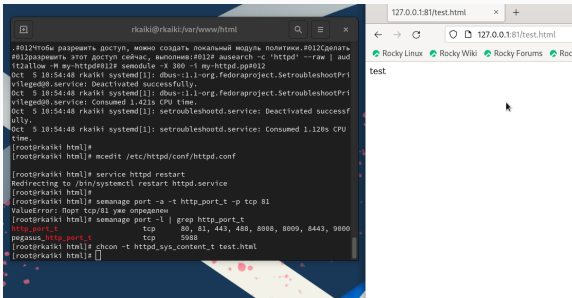 rkaiki@rkaiki:/var/www/html
.#012Чтобы разрешить доступ, можно создать локальный модуль политики.#012Сделать
#012разрешить этот доступ сейчас, выполнив:#012# ausearch -c 'httpd' --raw | aud
it2allow -M my-httpd#012# semodule -X 300 -i my-httpd.pp#012
Oct  5 10:54:48 rkaiki systemd[1]: dbus-:1.1-org.fedoraproject.SetroubleshootPri
vileged@0.service: Deactivated successfully.
Oct  5 10:54:48 rkaiki systemd[1]: dbus-:1.1-org.fedoraproject.SetroubleshootPri
vileged@0.service: Consumed 1.421s CPU time.
Oct  5 10:54:48 rkaiki systemd[1]: setroubleshootd.service: Deactivated successf
ully.
Oct  5 10:54:48 rkaiki systemd[1]: setroubleshootd.service: Consumed 1.120s CPU
time.
[root@rkaiki html]#
[root@rkaiki html]# mcedit /etc/httpd/conf/httpd.conf
[root@rkaiki html]# service httpd restart
Redirecting to /bin/systemctl restart httpd.service
[root@rkaiki html]#
[root@rkaiki html]# semanage port -a -t http_port_t -p tcp 81
ValueError: Порт tcp/81 уже определен
[root@rkaiki html]# semanage port -l | grep http_port_t
http_port_t                    tcp      80, 81, 443, 488, 8008, 8009, 8443, 9000
pegasus_http_port_t            tcp      5988
[root@rkaiki html]# chcon -t httpd_sys_content_t test.html
[root@rkaiki html]#
127.0.0.1:81/test.html
127.0.0.1:81/test.html
Rocky Linux Rocky Wiki Rocky Forums
test